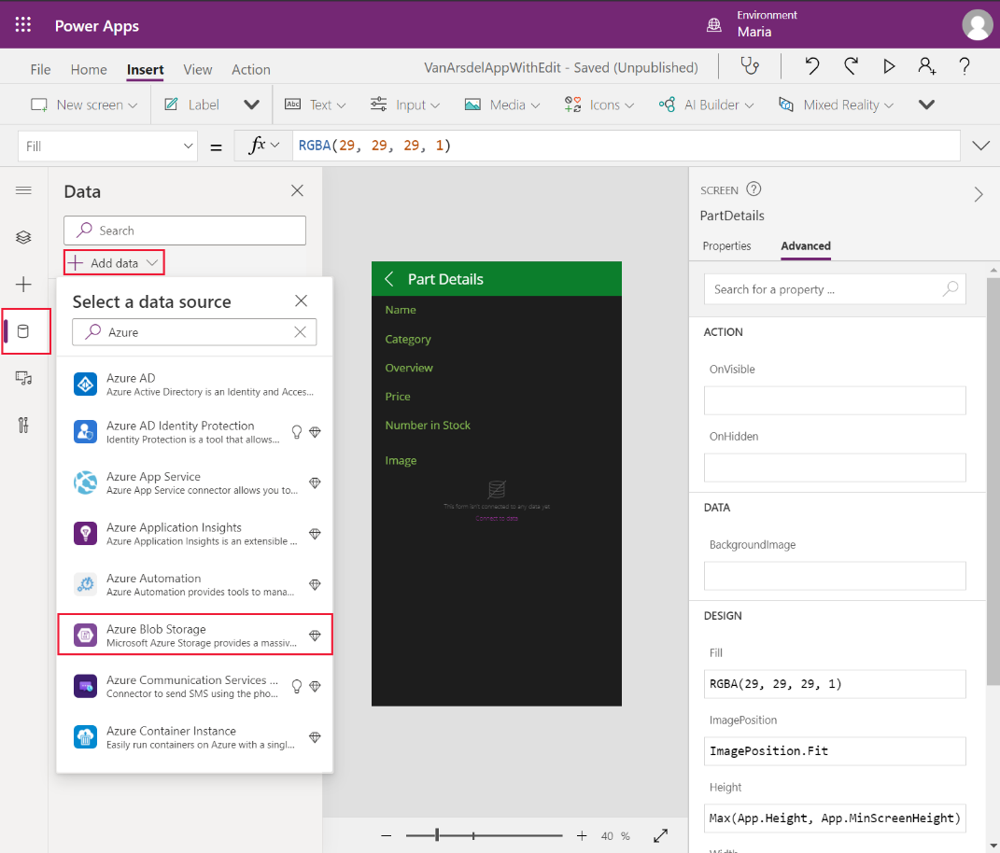 Power Apps
Environment
Maria
File Home Insert View Action
VanArsdelAppWithEdit - Saved (Unpublished)
New screen Label Text Input Media Icons AI Builder Mixed Reality
Fill = fx RGBA(29, 29, 29, 1)
Data
Search
Add data
Select a data source
Azure
Azure AD
Azure Active Directory is an Identity and Acces...
Azure AD Identity Protection
Identity Protection is a tool that allows...
Azure App Service
Azure App Service connector allows you to...
Azure Application Insights
Azure Application Insights is an extensible ...
Azure Automation
Azure Automation provides tools to mana...
Azure Blob Storage
Microsoft Azure Storage provides a massiv...
Azure Communication Services ...
Connector to send SMS using the pho...
Azure Container Instance
Easily run containers on Azure with a singl...
Part Details
Name
Category
Overview
Price
Number in Stock
Image
This form isn't connected to any data yet
Connect to data
40 %
SCREEN
PartDetails
Properties Advanced
Search for a property ...
ACTION
OnVisible
OnHidden
DATA
BackgroundImage
DESIGN
Fill
RGBA(29, 29, 29, 1)
ImagePosition
ImagePosition.Fit
Height
Max(App.Height, App.MinScreenHeight)
Width